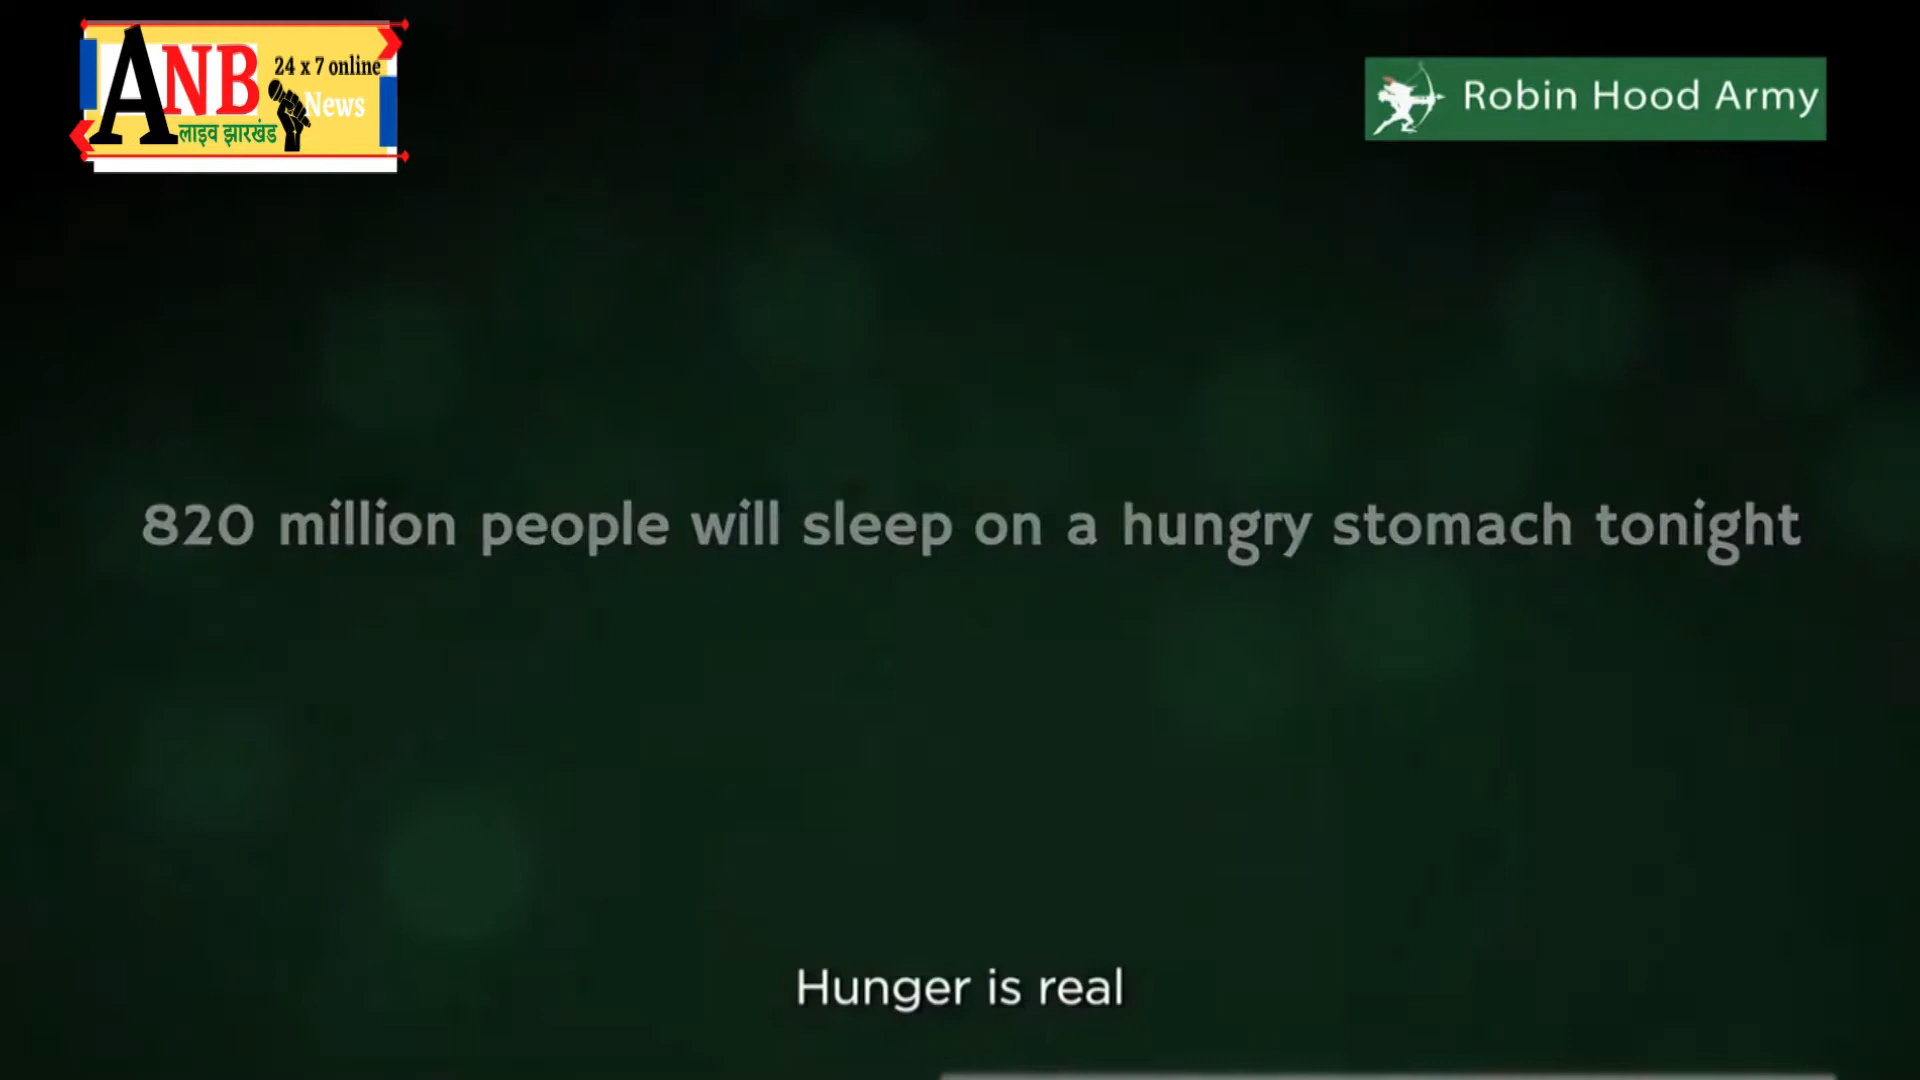 ANB
24 x 7 online
News
लाइव झारखंड
Robin Hood Army
820 million people will sleep on a hungry stomach tonight
Hunger is real